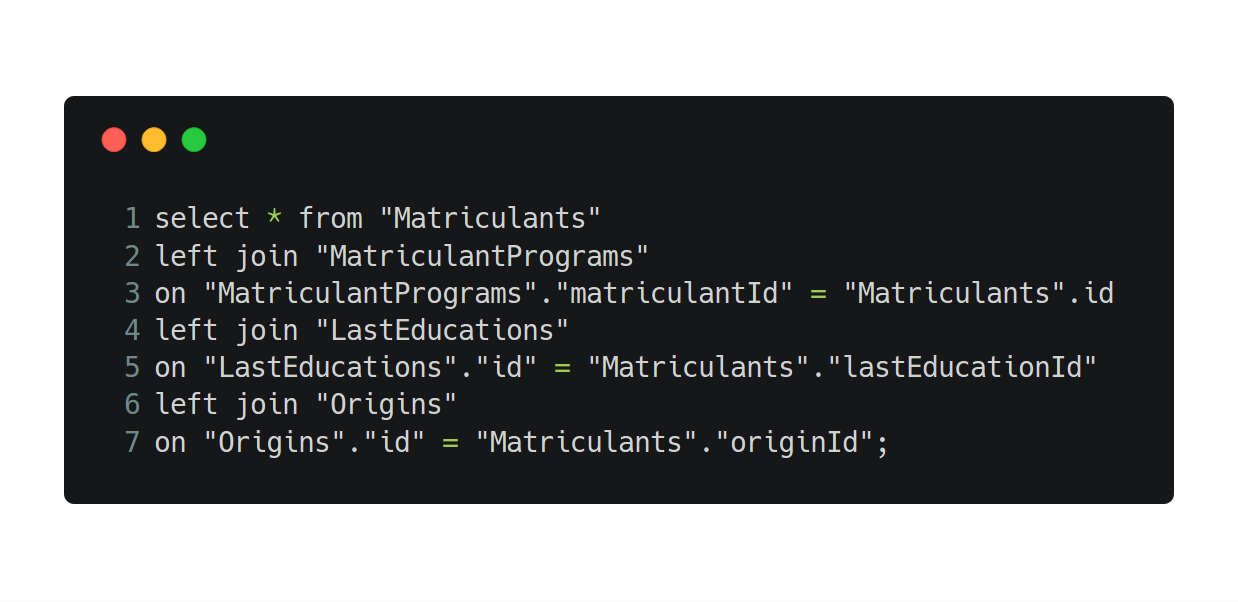 1 select * from "Matriculants"
2 left join "MatriculantPrograms"
3 on "MatriculantPrograms"."matriculantId" = "Matriculants".id
4 left join "LastEducations"
5 on "LastEducations"."id" = "Matriculants"."lastEducationId"
6 left join "Origins"
7 on "Origins"."id" = "Matriculants"."originId";